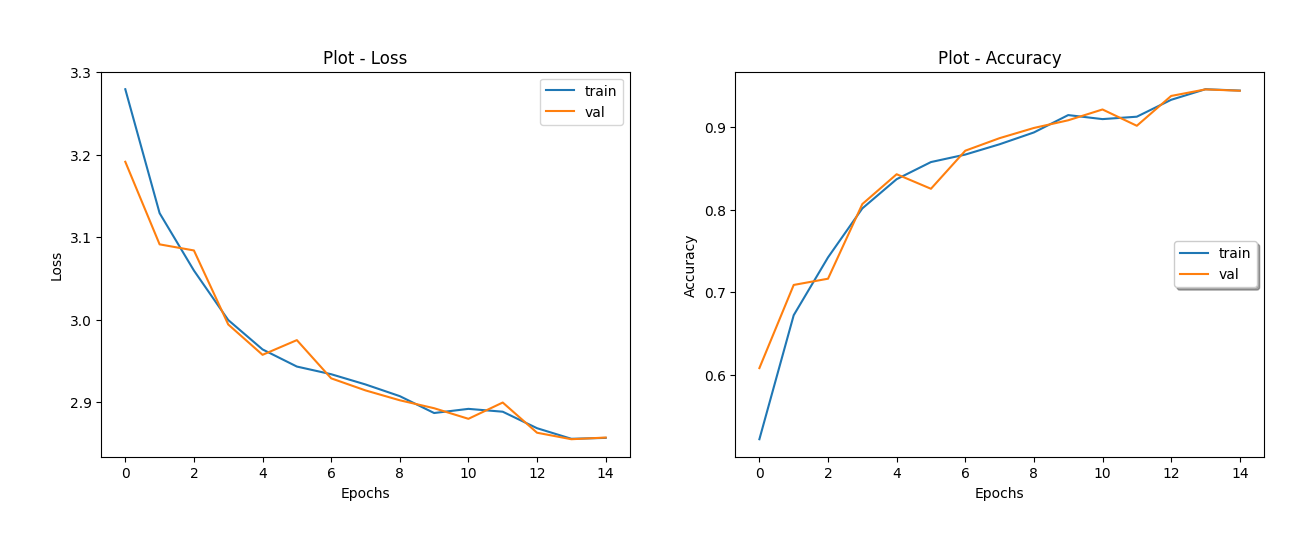 Plot - Loss
3.3
3.2
3.1
3.0
2.9
Loss
0 2 4 6 8 10 12 14
Epochs
train
val
Plot - Accuracy
0.9
0.8
0.7
0.6
Accuracy
0 2 4 6 8 10 12 14
Epochs
train
val